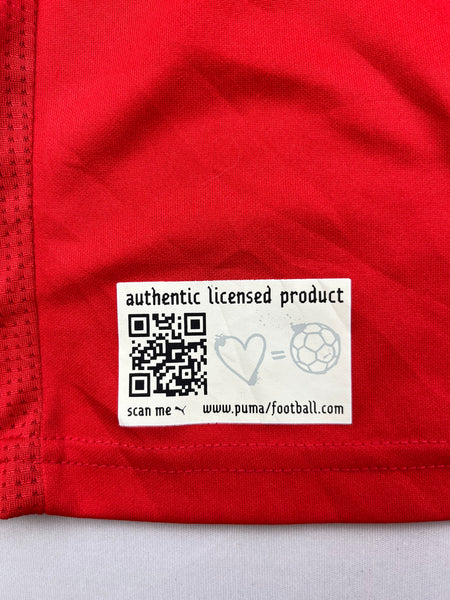 authentic licensed product
=
scan me
www.puma/football.com